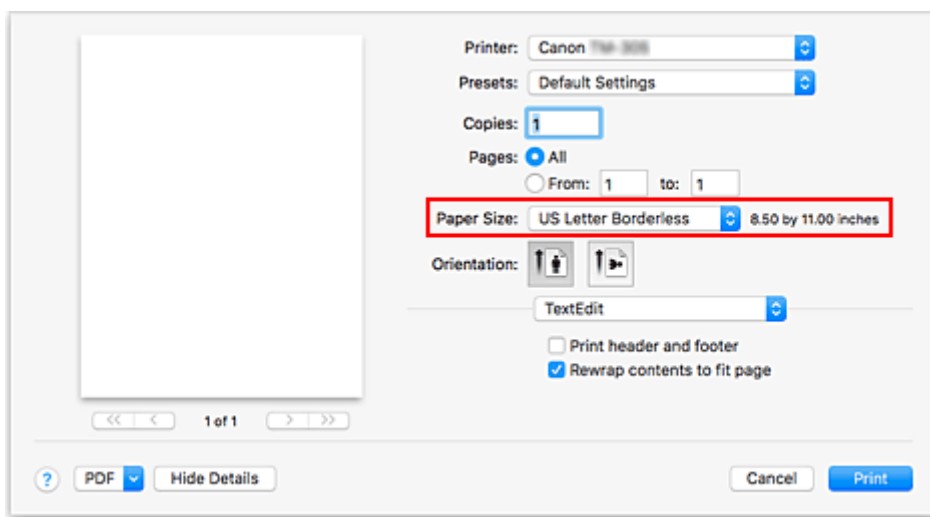 Printer: Canon
Presets: Default Settings
Copies: 1
Pages: All
From: 1 to: 1
Paper Size: US Letter Borderless 8.50 by 11.00 inches
Orientation:
TextEdit
Print header and footer
Rewrap contents to fit page
<< < 1 of 1 > >>
? PDF Hide Details Cancel Print